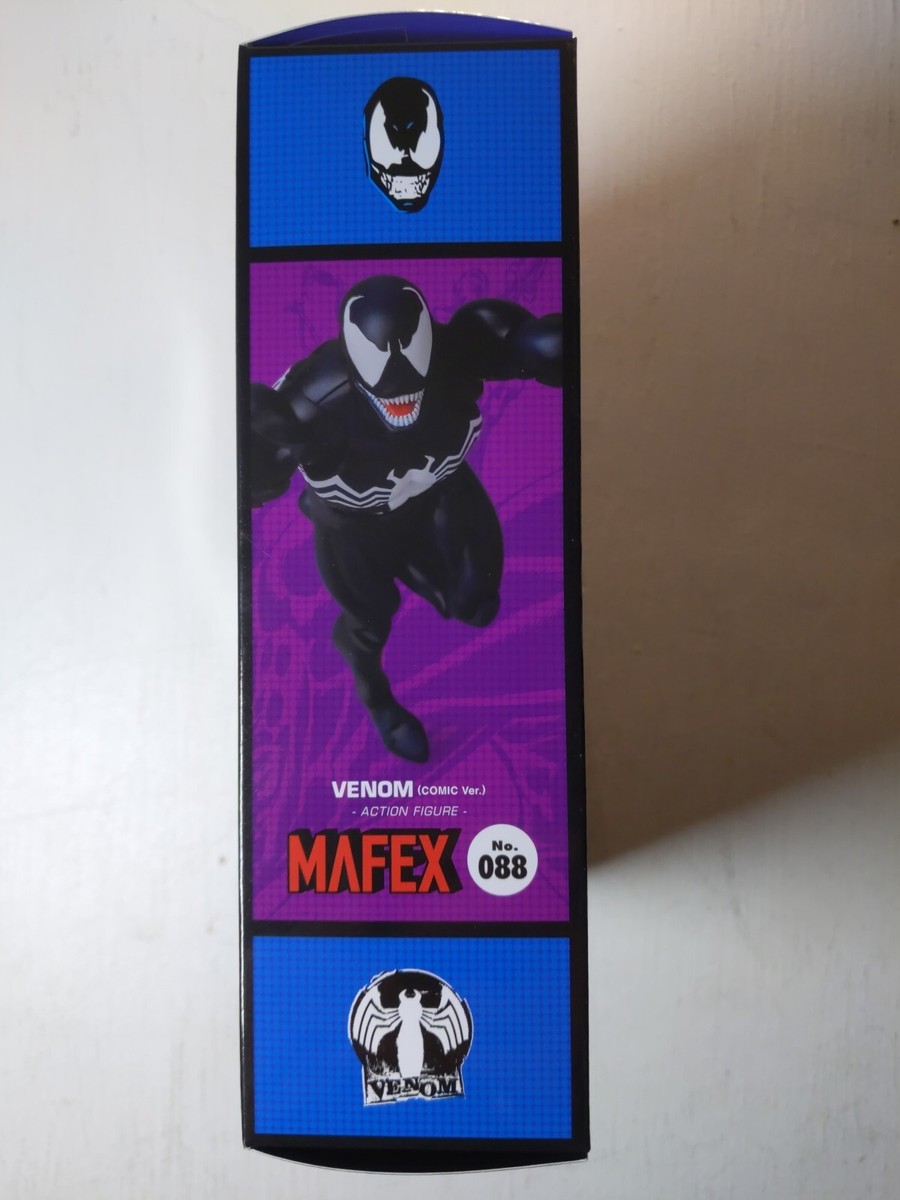 VENOM (COMIC Ver.)
- ACTION FIGURE -
MAFEX No. 088
VENOM